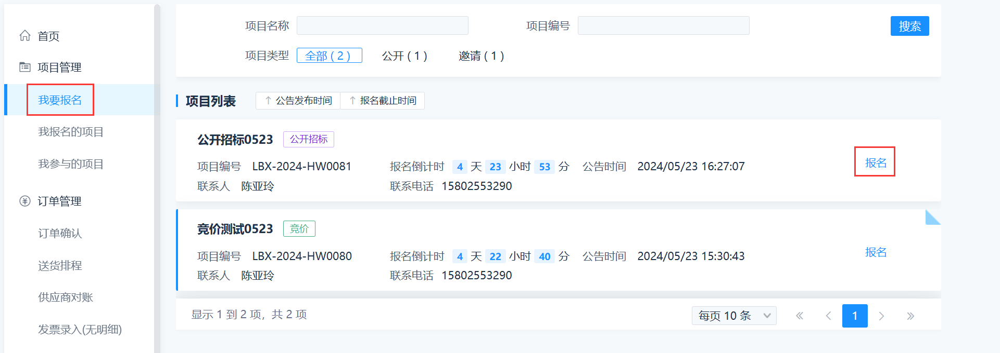 首页
项目管理
我要报名
我报名的项目
我参与的项目
订单管理
订单确认
送货排程
供应商对账
发票录入(无明细)
项目名称 项目编号 搜索
项目类型 全部 ( 2 ) 公开 ( 1 ) 邀请 ( 1 )
项目列表 ↑ 公告发布时间 ↑ 报名截止时间
公开招标0523 公开招标
项目编号 LBX-2024-HW0081 报名倒计时 4 天 23 小时 53 分 公告时间 2024/05/23 16:27:07
报名
联系人 陈亚玲 联系电话 15802553290
竞价测试0523 竞价
项目编号 LBX-2024-HW0080 报名倒计时 4 天 22 小时 40 分 公告时间 2024/05/23 15:30:43
报名
联系人 陈亚玲 联系电话 15802553290
显示 1 到 2 项，共 2 项 每页 10 条 « < 1 > »